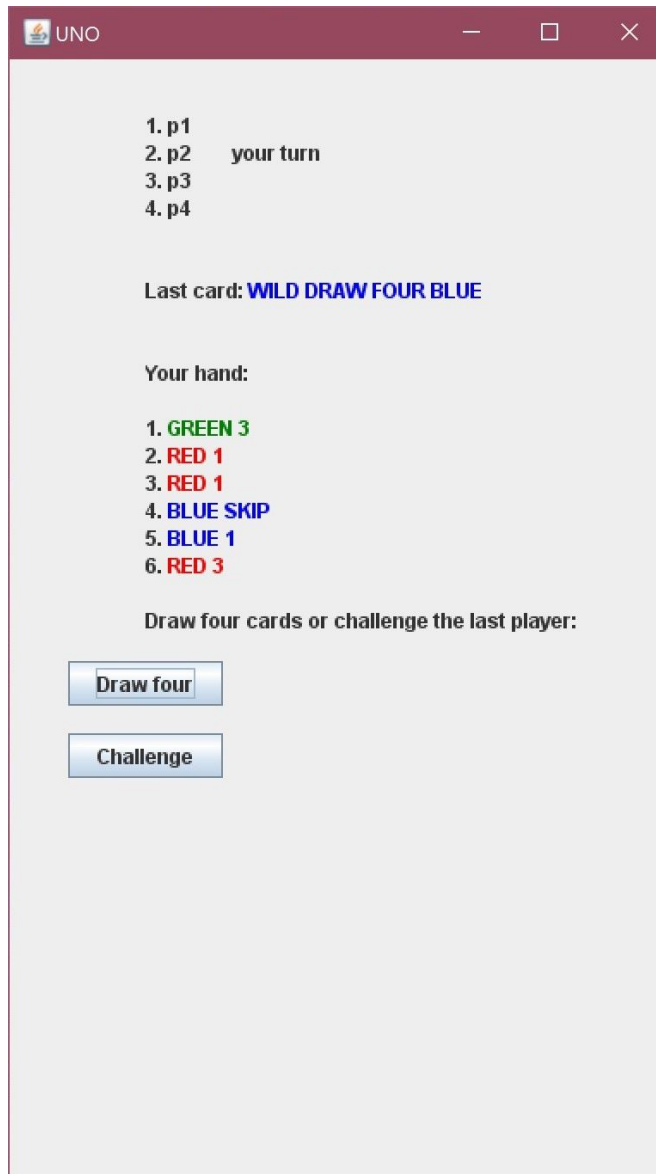 UNO
1. p1
2. p2 your turn
3. p3
4. p4
Last card: WILD DRAW FOUR BLUE
Your hand:
1. GREEN 3
2. RED 1
3. RED 1
4. BLUE SKIP
5. BLUE 1
6. RED 3
Draw four cards or challenge the last player:
Draw four
Challenge